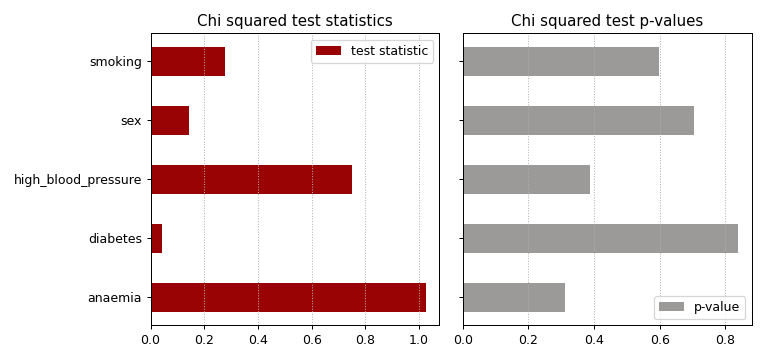 Chi squared test statistics
Chi squared test p-values
test statistic
smoking
sex
high_blood_pressure
diabetes
anaemia
p-value
0.0 0.2 0.4 0.6 0.8 1.0
0.0 0.2 0.4 0.6 0.8